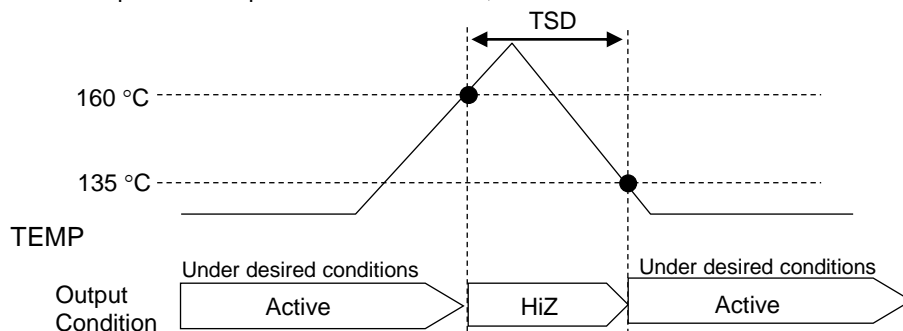 TSD
160 °C
135 °C
TEMP
Under desired conditions
Under desired conditions
Output
Condition
Active
HiZ
Active